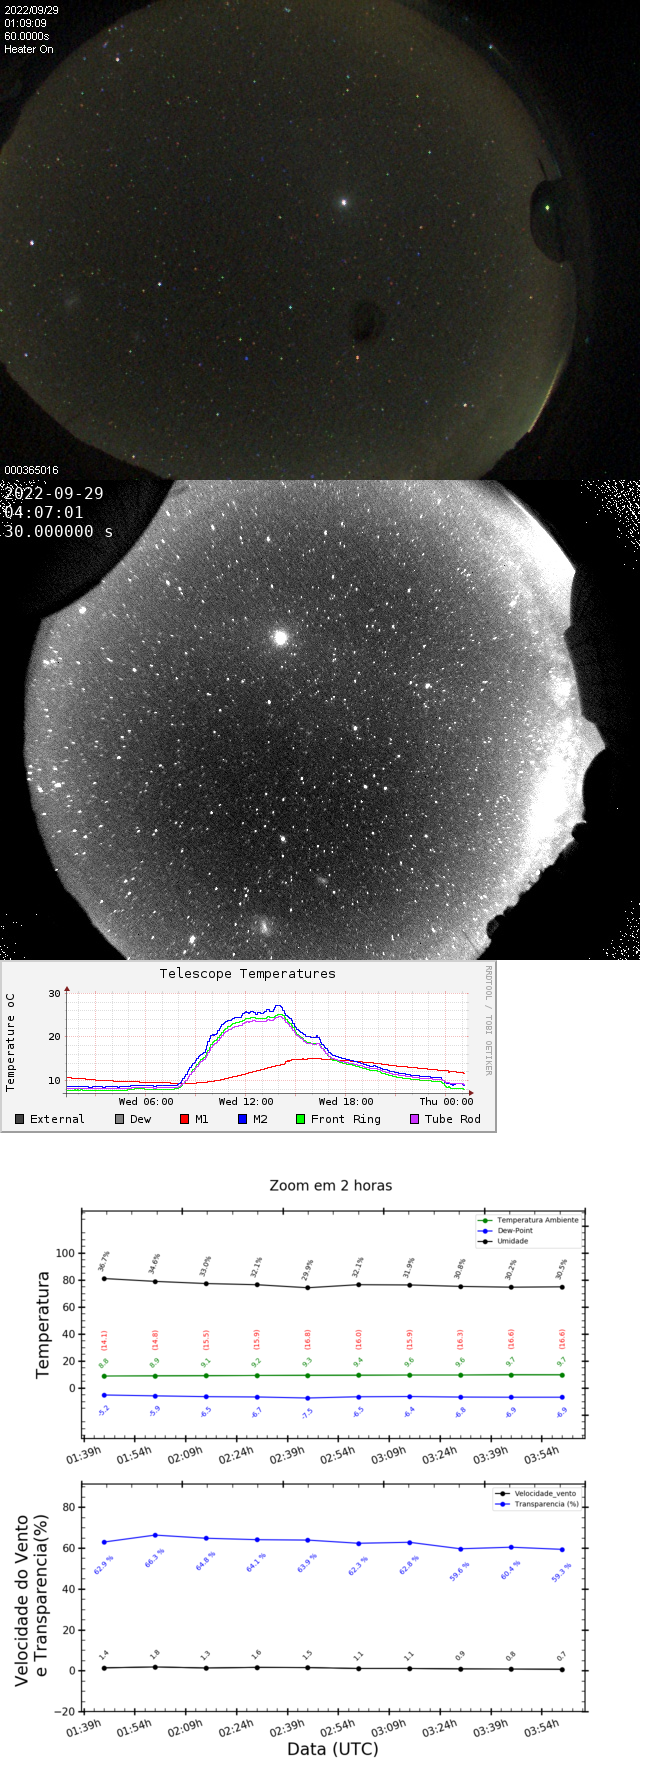 2022/09/29
01:09:09
60.0000s
Heater On
000365016
2022-09-29
04:07:01
30.000000 s
Telescope Temperatures
RRDTOOL / TOBI OETIKER
Temperature oC
30
20
10
Wed 06:00 Wed 12:00 Wed 18:00 Thu 00:00
External Dew M1 M2 Front Ring Tube Rod
Zoom em 2 horas
Temperatura Ambiente
Dew-Point
Umidade
Temperatura
100
80
60
40
20
0
36.7% 34.6% 33.0% 32.1% 29.9% 32.1% 31.9% 30.8% 30.2% 30.5%
(14.1) (14.8) (15.5) (15.9) (16.8) (16.0) (15.9) (16.3) (16.6) (16.6)
8.8 8.9 9.1 9.2 9.3 9.4 9.6 9.6 9.7 9.7
-5.2 -5.9 -6.5 -6.7 -7.5 -6.5 -6.4 -6.8 -6.9 -6.9
01:39h 01:54h 02:09h 02:24h 02:39h 02:54h 03:09h 03:24h 03:39h 03:54h
Velocidade_vento
Transparencia (%)
Velocidade do Vento
e Transparencia(%)
80
60
40
20
0
−20
62.9 % 66.3 % 64.8 % 64.1 % 63.9 % 62.3 % 62.8 % 59.6 % 60.4 % 59.3 %
1.4 1.8 1.3 1.6 1.5 1.1 1.1 0.9 0.8 0.7
01:39h 01:54h 02:09h 02:24h 02:39h 02:54h 03:09h 03:24h 03:39h 03:54h
Data (UTC)